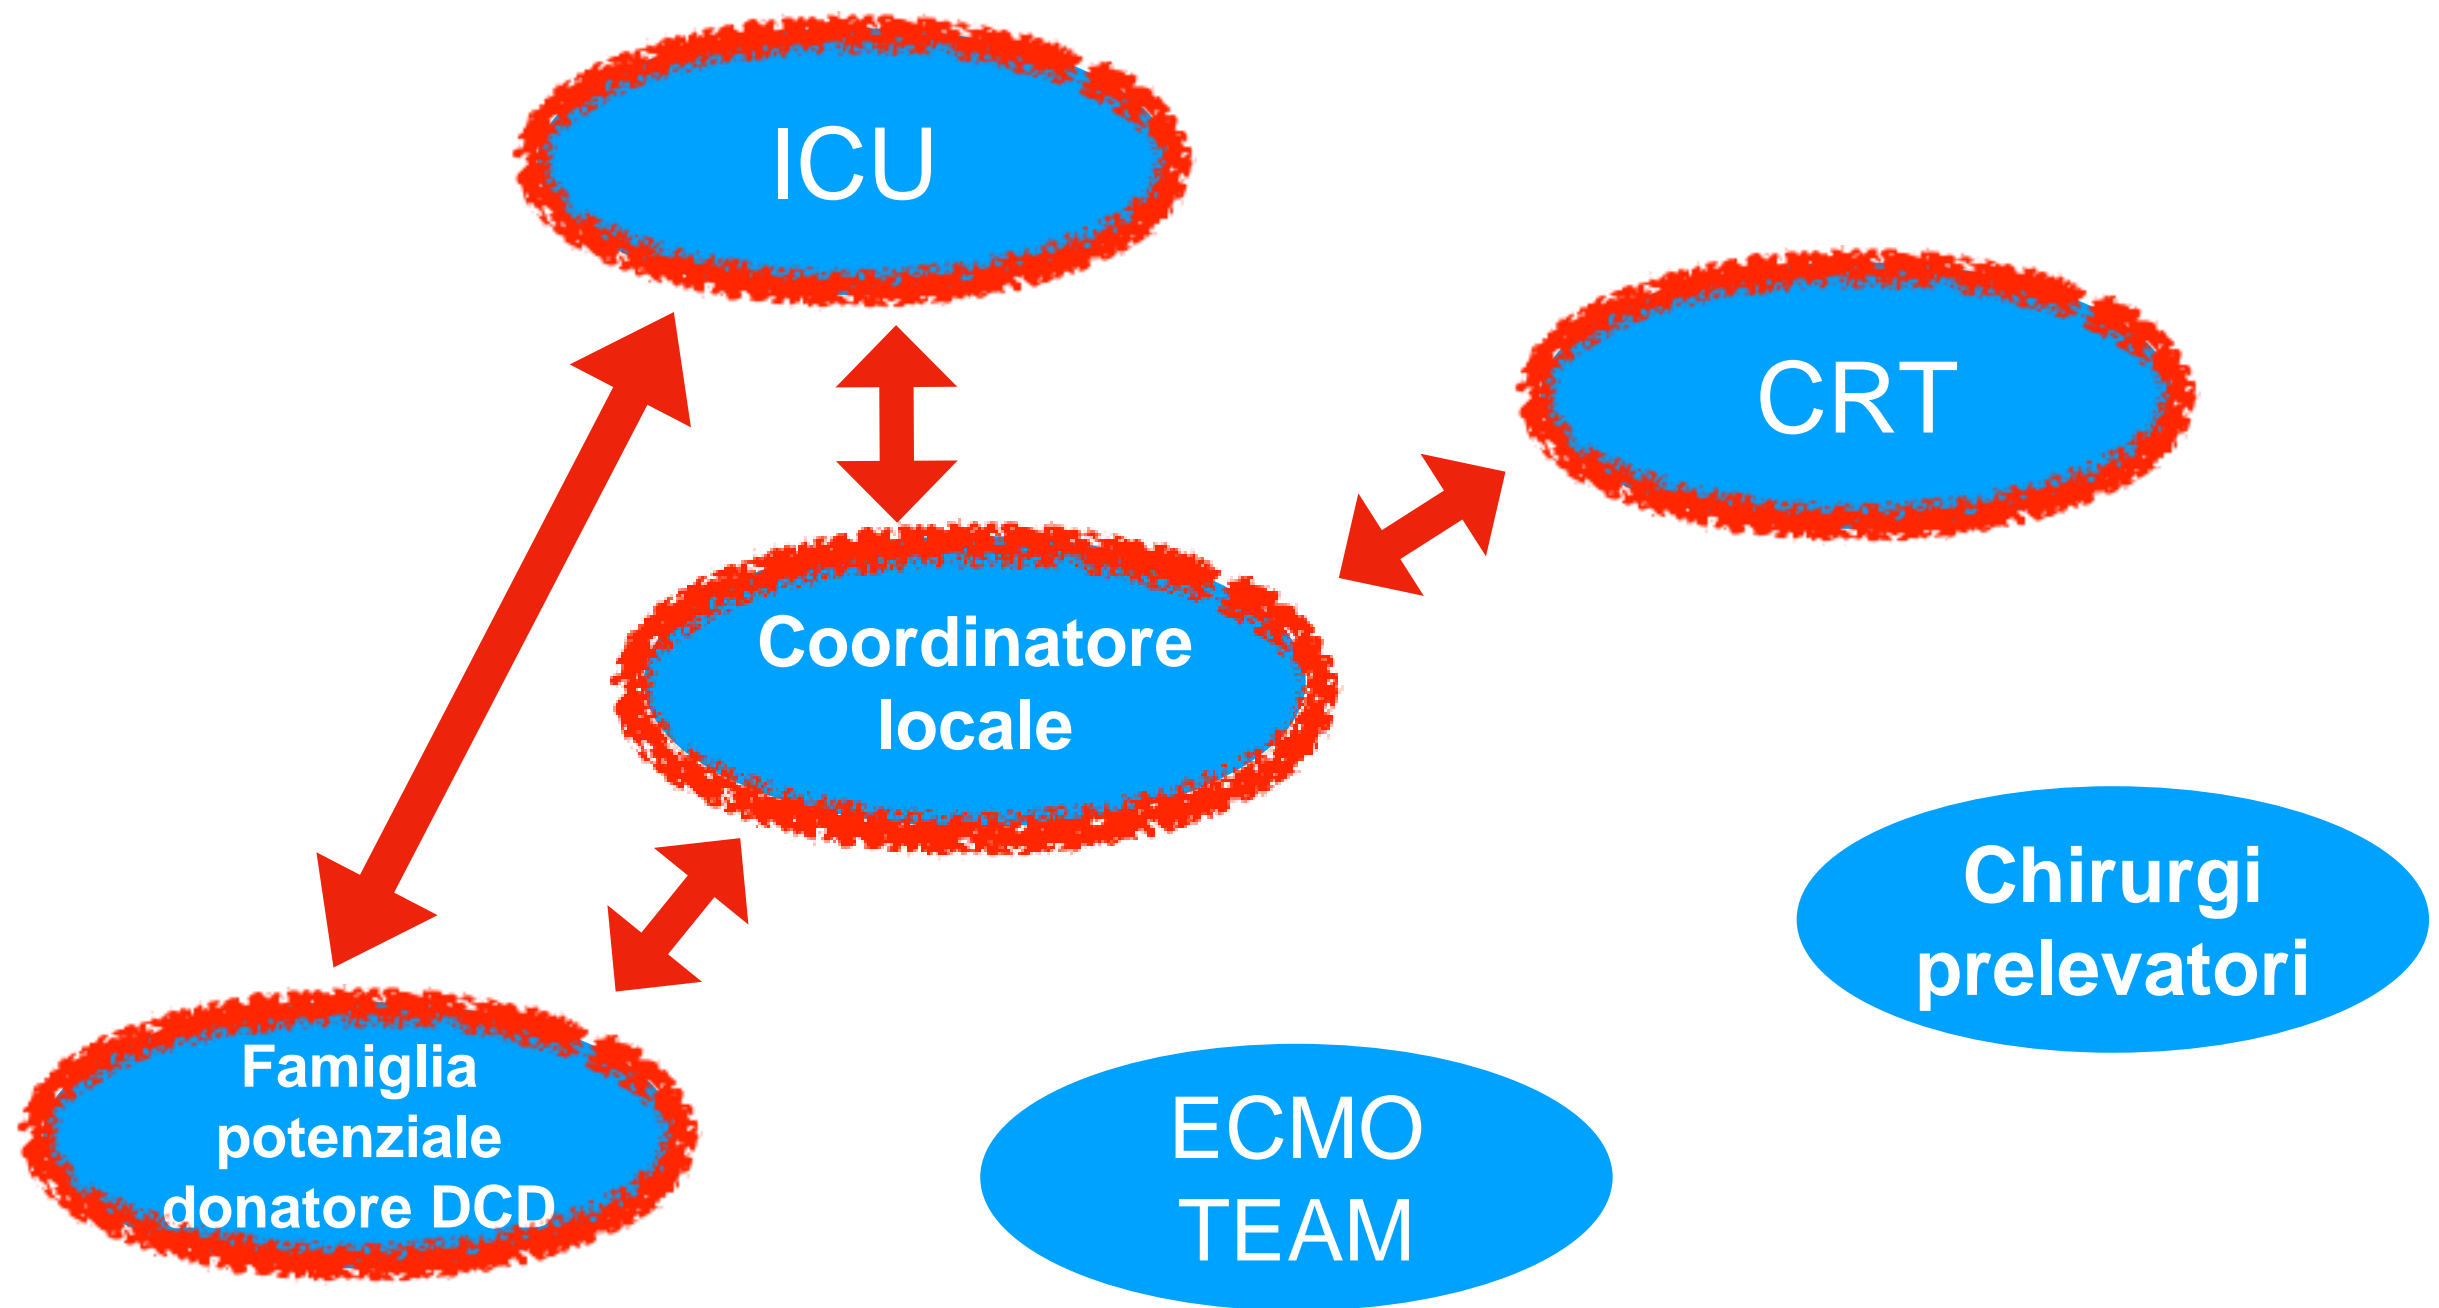 ICU
CRT
Coordinatore
locale
Chirurgi
prelevatori
Famiglia
potenziale
donatore DCD
ECMO
TEAM